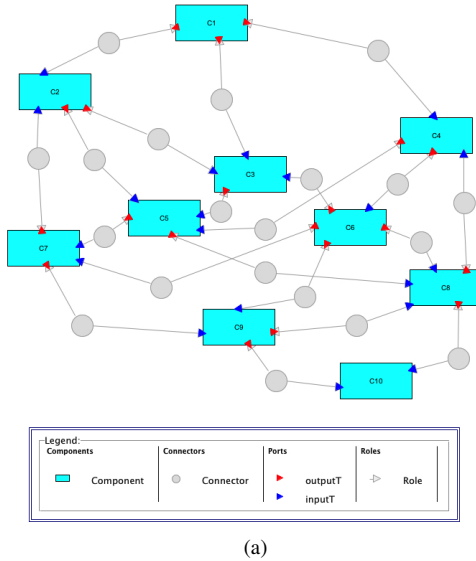 C1
C2
C4
C3
C5
C6
C7
C8
C9
C10
Legend:
Components Connectors Ports Roles
Component Connector outputT Role
inputT
(a)